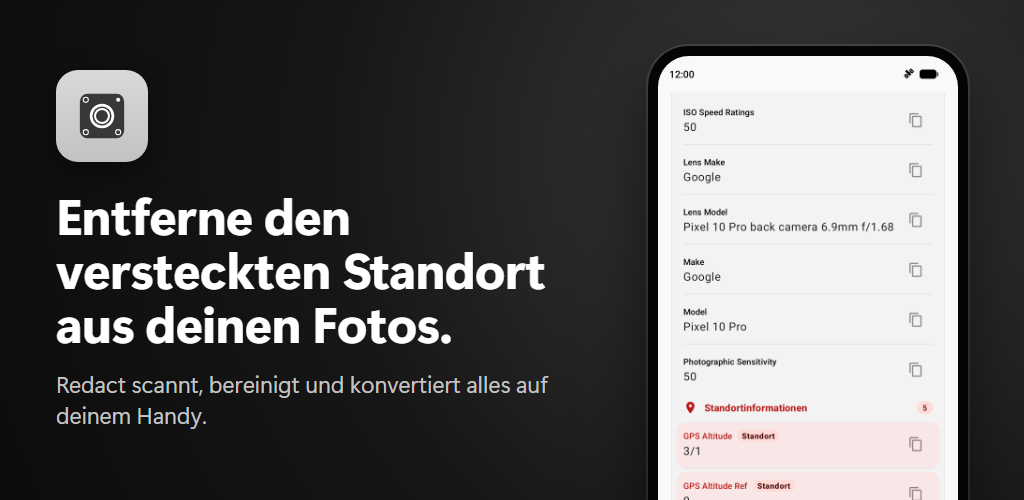 Entferne den
versteckten Standort
aus deinen Fotos.
Redact scannt, bereinigt und konvertiert alles auf
deinem Handy.
12:00
ISO Speed Ratings
50
Lens Make
Google
Lens Model
Pixel 10 Pro back camera 6.9mm f/1.68
Make
Google
Model
Pixel 10 Pro
Photographic Sensitivity
50
Standortinformationen 5
GPS Altitude Standort
3/1
GPS Altitude Ref Standort